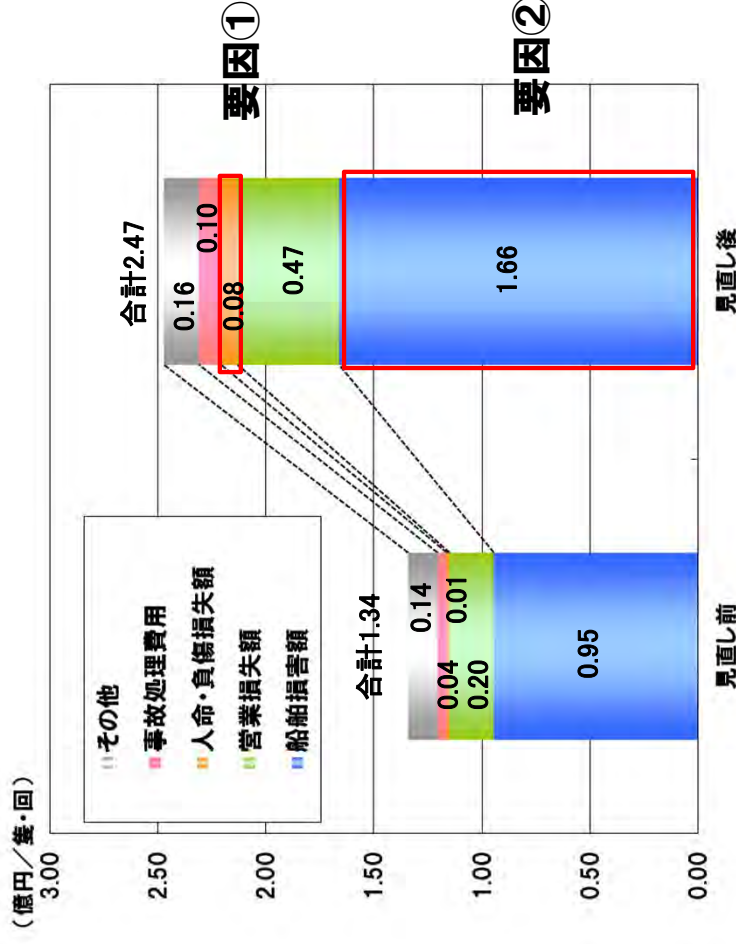 (億円/隻・回)
3.00
2.50
2.00
1.50
1.00
0.50
0.00
その他
事故処理費用
人命・負傷損失額
営業損失額
船舶損害額
合計1.34
0.14
0.04
0.01
0.20
0.95
見直し前
合計2.47
0.16
0.10
0.08
0.47
1.66
見直し後
要因①
要因②